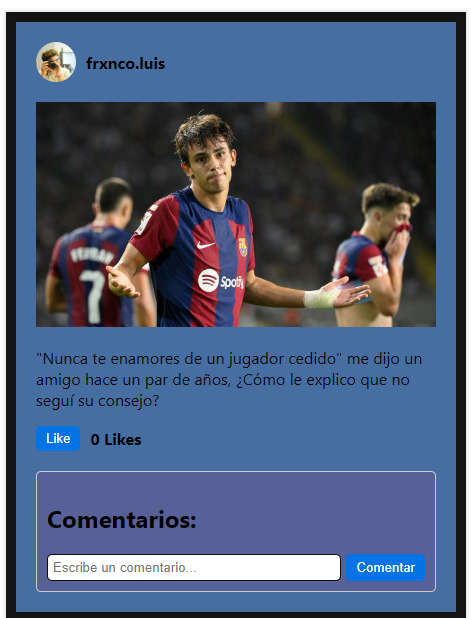 frxnco.luis
FERRAN
7
Spotify
"Nunca te enamores de un jugador cedido" me dijo un
amigo hace un par de años, ¿Cómo le explico que no
seguí su consejo?
Like 0 Likes
Comentarios:
Escribe un comentario... Comentar